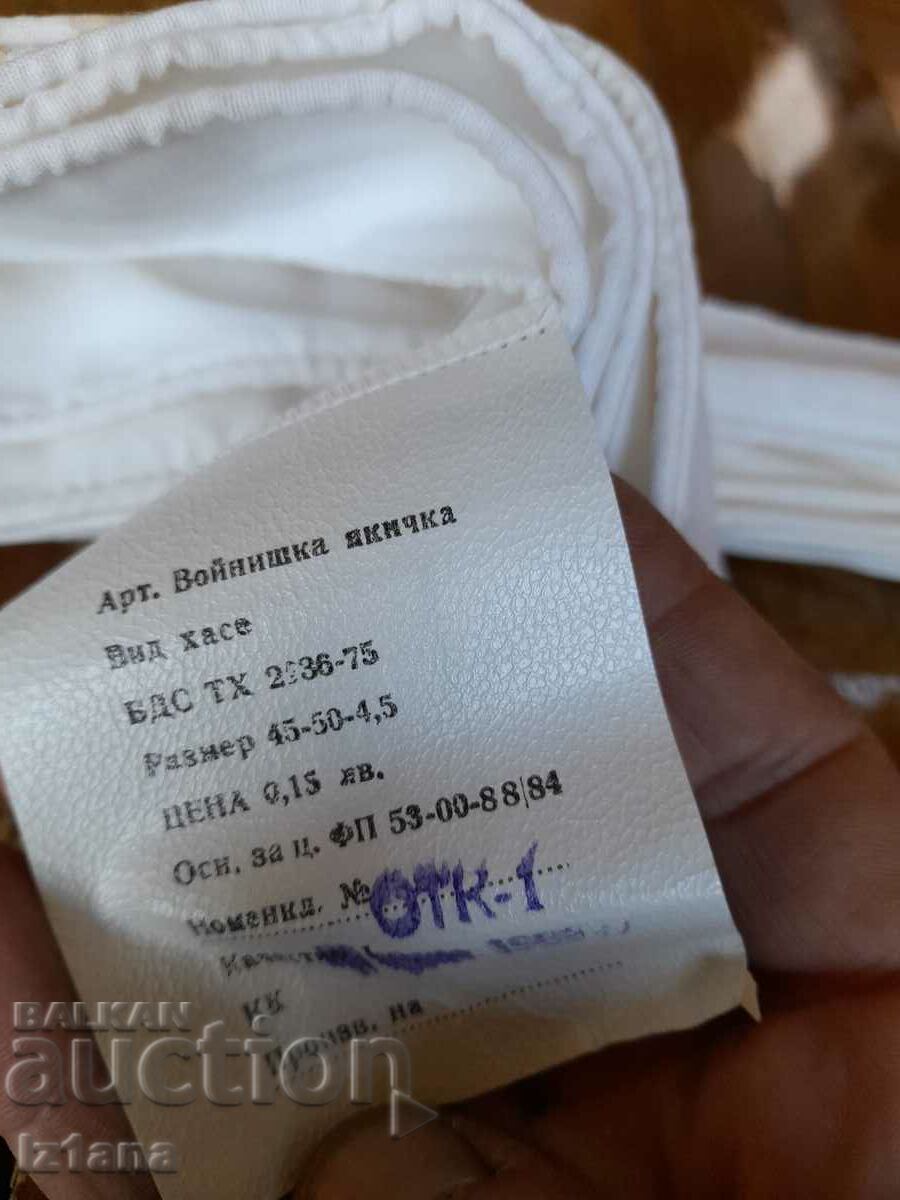 Арт. Войнишка якичка
Вид хасе
БДС ТХ 2936-75
Размер 45-50-4,5
ЦЕНА 0,15 лв.
Осн. за ц. ФП 53-00-88/84
Номенкл. №
ОТК-1
КК
Произв. на
BALKAN
auction
iz1ana